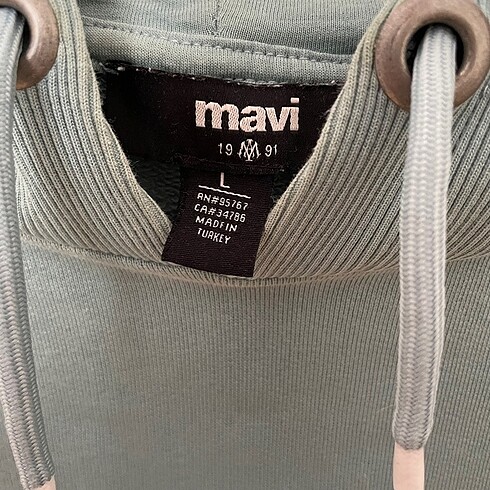 mavi
19 M 91
L
RN#95767
CA#34786
MADE IN
TURKEY